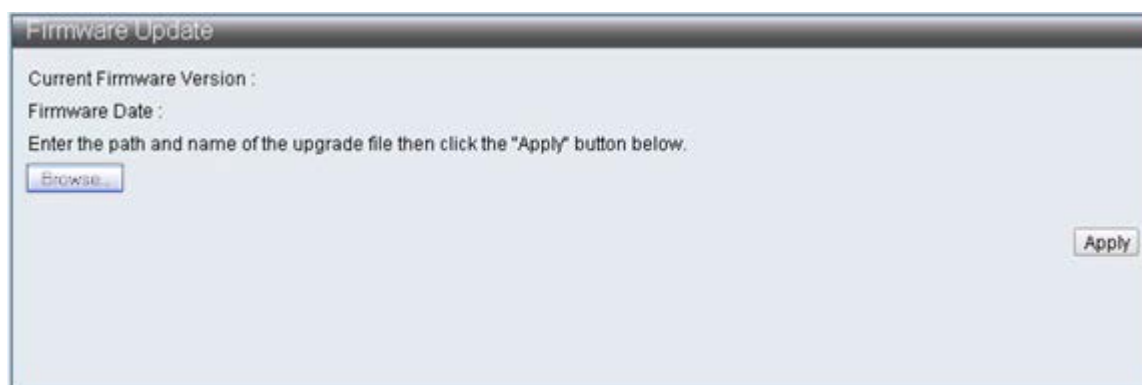 Firmware Update
Current Firmware Version :
Firmware Date :
Enter the path and name of the upgrade file then click the "Apply" button below.
Browse..
Apply